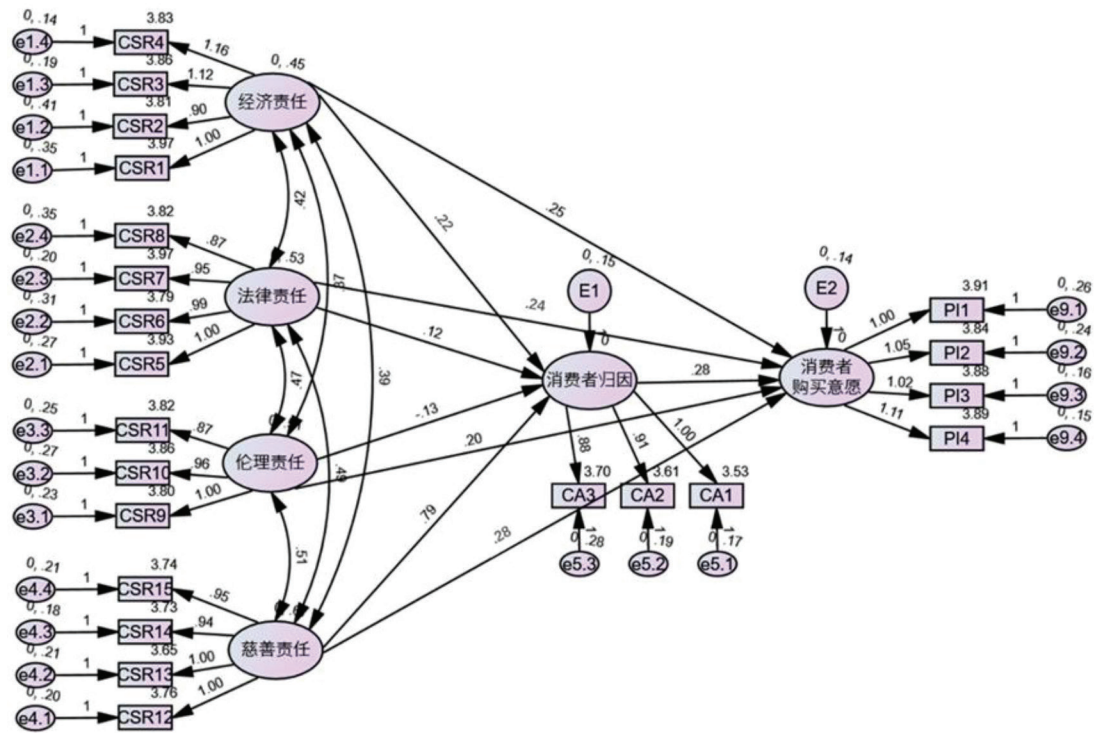 0, .14
1
e1.4
CSR4
3.83
0, .19
1
e1.3
CSR3
3.86
0, .41
1
e1.2
CSR2
3.81
0, .35
1
e1.1
CSR1
3.97
1.16
1.12
.90
1.00
0, .45
经济责任
0, .35
1
e2.4
CSR8
3.82
0, .20
1
e2.3
CSR7
3.97
0, .31
1
e2.2
CSR6
3.79
0, .27
1
e2.1
CSR5
3.93
.87
.95
.99
1.00
.53
法律责任
0, .25
1
e3.3
CSR11
3.82
0, .27
1
e3.2
CSR10
3.86
0, .23
1
e3.1
CSR9
3.80
.87
.96
1.00
伦理责任
0, .21
1
e4.4
CSR15
3.74
0, .18
1
e4.3
CSR14
3.73
0, .21
1
e4.2
CSR13
3.65
0, .20
1
e4.1
CSR12
3.76
.95
.94
1.00
1.00
慈善责任
.42
.47
.51
.39
.22
.25
.24
.12
-.13
.20
.79
.28
.28
0, .15
E1
消费者归因
0, .14
E2
消费者
购买意愿
.88
.91
1.00
3.70
CA3
3.61
CA2
3.53
CA1
.28
e5.3
.19
e5.2
.17
e5.1
1.00
1.05
1.02
1.11
3.91
PI1
1
0, .26
e9.1
3.84
PI2
1
0, .24
e9.2
3.88
PI3
1
0, .16
e9.3
3.89
PI4
1
0, .15
e9.4